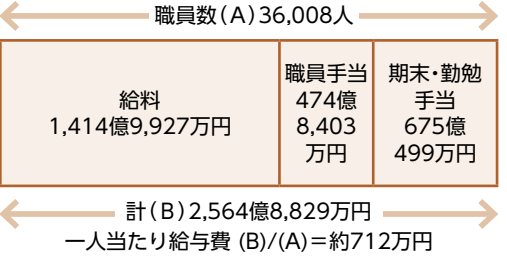 職員数（A）36,008人
給料
1,414億9,927万円
職員手当
474億
8,403
万円
期末・勤勉
手当
675億
499万円
計（B）2,564億8,829万円
一人当たり給与費 (B)/(A)＝約712万円